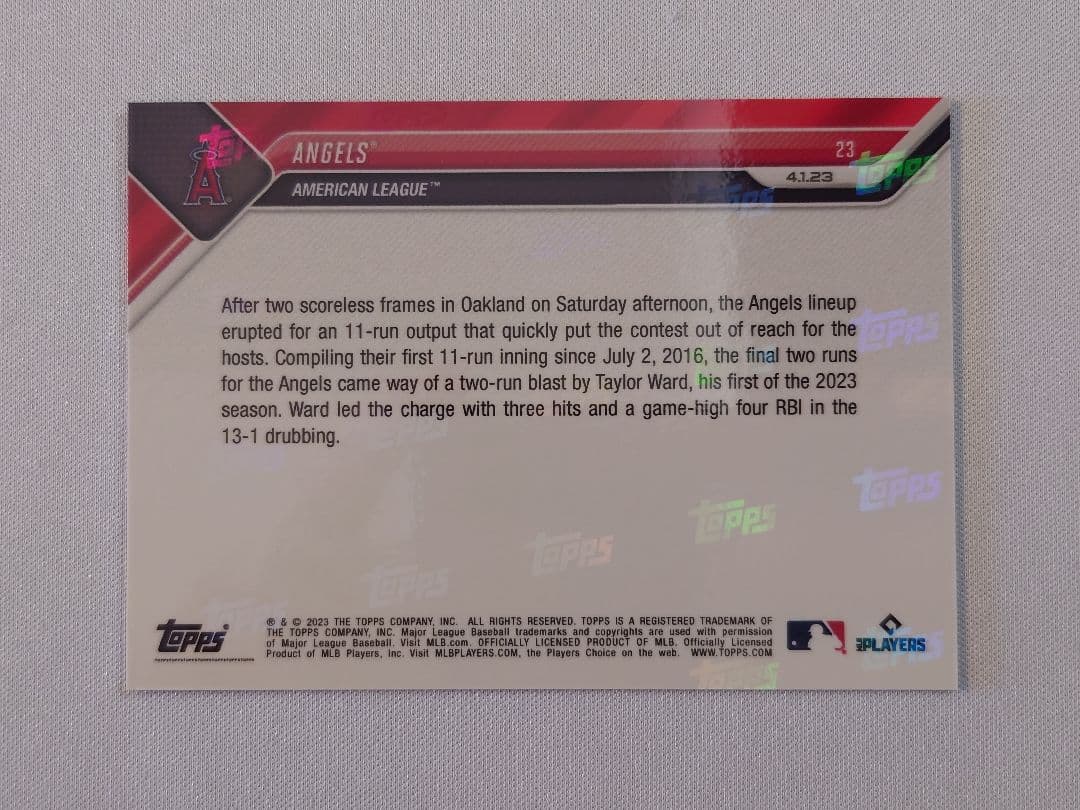 ANGELS®
23
AMERICAN LEAGUE™
4.1.23
After two scoreless frames in Oakland on Saturday afternoon, the Angels lineup
erupted for an 11-run output that quickly put the contest out of reach for the
hosts. Compiling their first 11-run inning since July 2, 2016, the final two runs
for the Angels came way of a two-run blast by Taylor Ward, his first of the 2023
season. Ward led the charge with three hits and a game-high four RBI in the
13-1 drubbing.
TOPPS
TOPPS
TOPPS
TOPPS
TOPPS
TOPPS
TOPPS
® & © 2023 THE TOPPS COMPANY, INC. ALL RIGHTS RESERVED. TOPPS IS A REGISTERED TRADEMARK OF
THE TOPPS COMPANY, INC. Major League Baseball trademarks and copyrights are used with permission
of Major League Baseball. Visit MLB.com. OFFICIALLY LICENSED PRODUCT OF MLB. Officially Licensed
Product of MLB Players, Inc. Visit MLBPLAYERS.COM, the Players Choice on the web. WWW.TOPPS.COM
PLAYERS